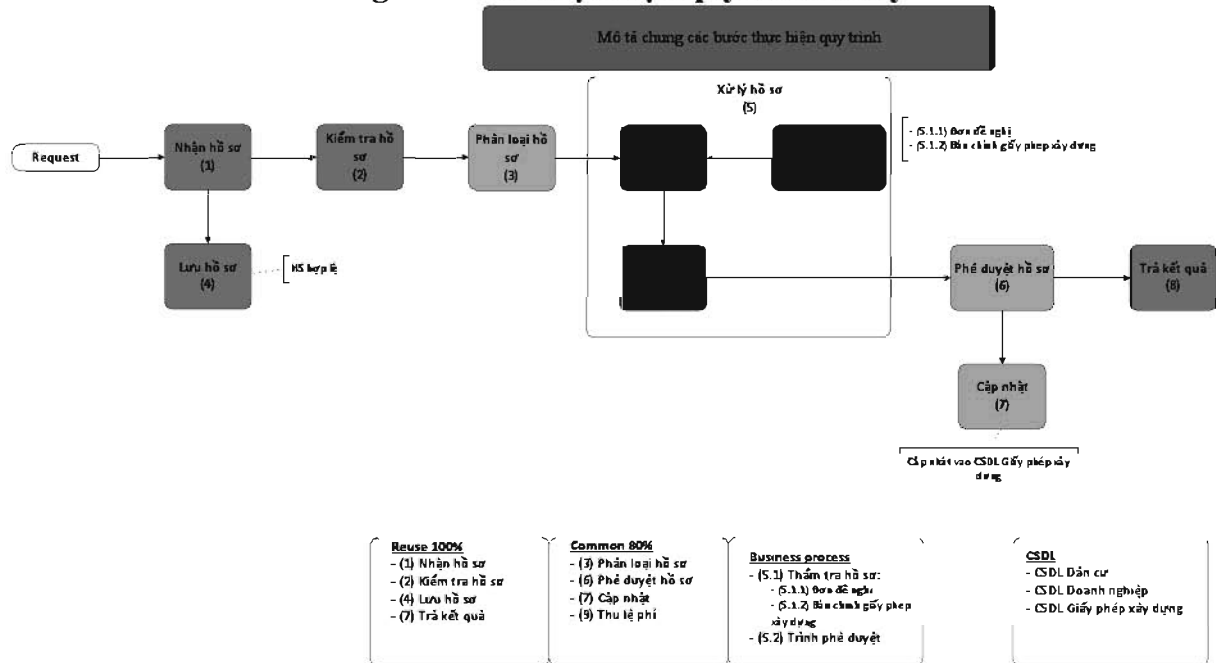 Mô tả chung các bước thực hiện quy trình
Xử lý hồ sơ
(5)
Request
Nhận hồ sơ
(1)
Kiểm tra hồ
sơ
(2)
Phân loại hồ
sơ
(3)
- (5.1.1) Đơn đề nghị
- (5.1.2) Bản chính giấy phép xây dựng
Lưu hồ sơ
(4)
HS hợp lệ
Phê duyệt hồ sơ
(6)
Trả kết quả
(8)
Cập nhật
(7)
Cập nhật vao CSDL Giấy phép xây
dựng
Reuse 100%
- (1) Nhận hồ sơ
- (2) Kiểm tra hồ sơ
- (4) Lưu hồ sơ
- (7) Trả kết quả
Common 80%
- (3) Phân loại hồ sơ
- (6) Phê duyệt hồ sơ
- (7) Cập nhật
- (9) Thu lệ phí
Business process
- (5.1) Thẩm tra hồ sơ:
- (5.1.1) Đơn đề nghị
- (5.1.2) Bản chính giấy phép
xây dựng
- (5.2) Trình phê duyệt
CSDL
- CSDL Dân cư
- CSDL Doanh nghiệp
- CSDL Giấy phép xây dựng